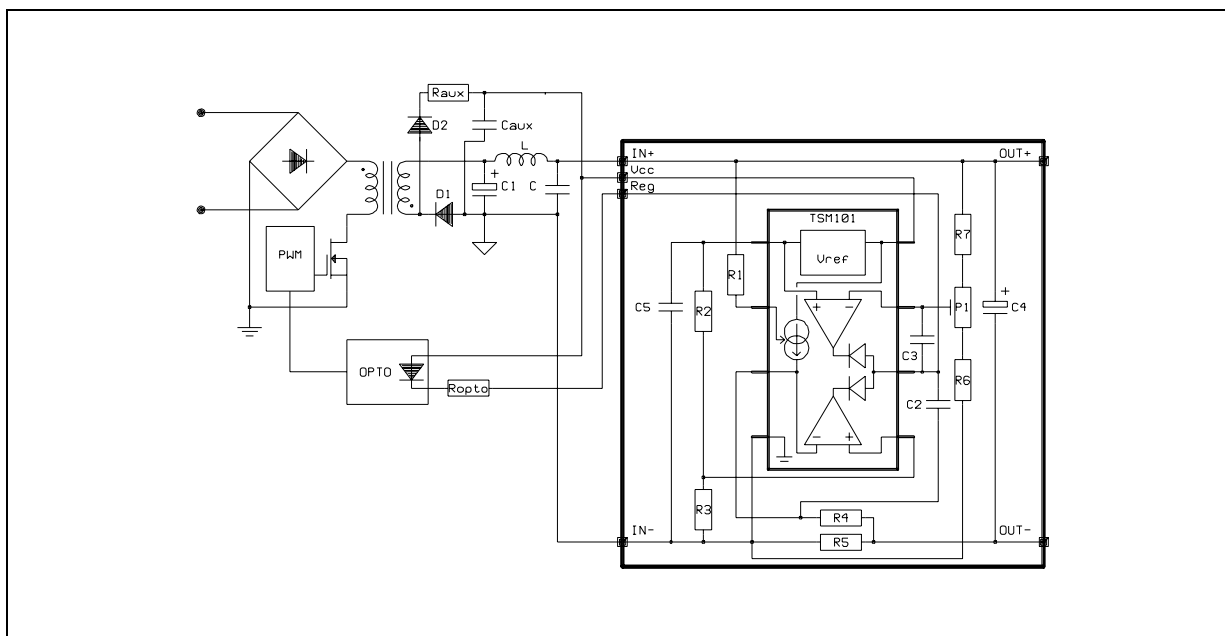 Raux
D2
Caux
L
IN+
OUT+
Vcc
+
C1
C
Reg
D1
TSM101
PWM
Vref
R7
R1
C5
R2
+
−
P1
+
C4
C3
OPTO
R6
Ropto
C2
−
+
R3
R4
IN-
R5
OUT-